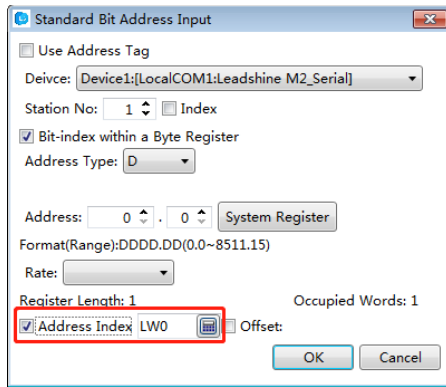 Standard Bit Address Input
Use Address Tag
Deivce: Device1:[LocalCOM1:Leadshine M2_Serial]
Station No: 1 Index
Bit-index within a Byte Register
Address Type: D
Address: 0 . 0 System Register
Format(Range):DDDD.DD(0.0~8511.15)
Rate:
Register Length: 1 Occupied Words: 1
Address Index LW0 Offset:
OK Cancel